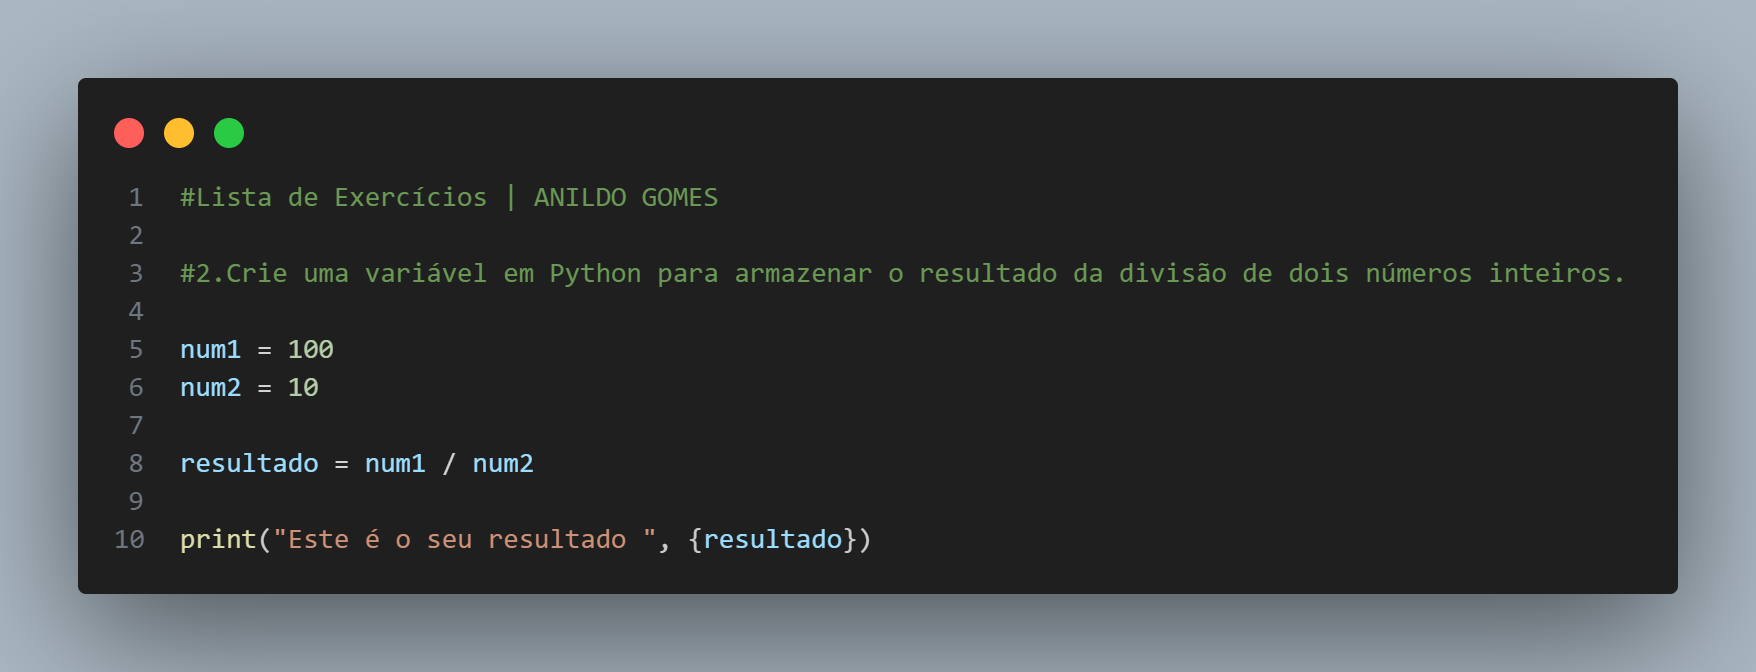 1 #Lista de Exercícios | ANILDO GOMES
2
3 #2.Crie uma variável em Python para armazenar o resultado da divisão de dois números inteiros.
4
5 num1 = 100
6 num2 = 10
7
8 resultado = num1 / num2
9
10 print("Este é o seu resultado ", {resultado})